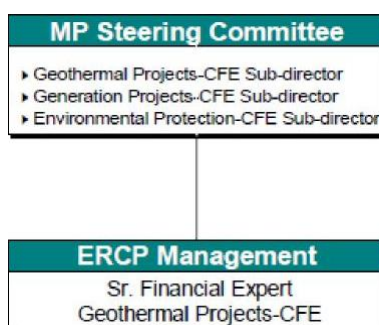 MP Steering Committee
▸ Geothermal Projects-CFE Sub-director
▸ Generation Projects-CFE Sub-director
▸ Environmental Protection-CFE Sub-director
ERCP Management
Sr. Financial Expert
Geothermal Projects-CFE